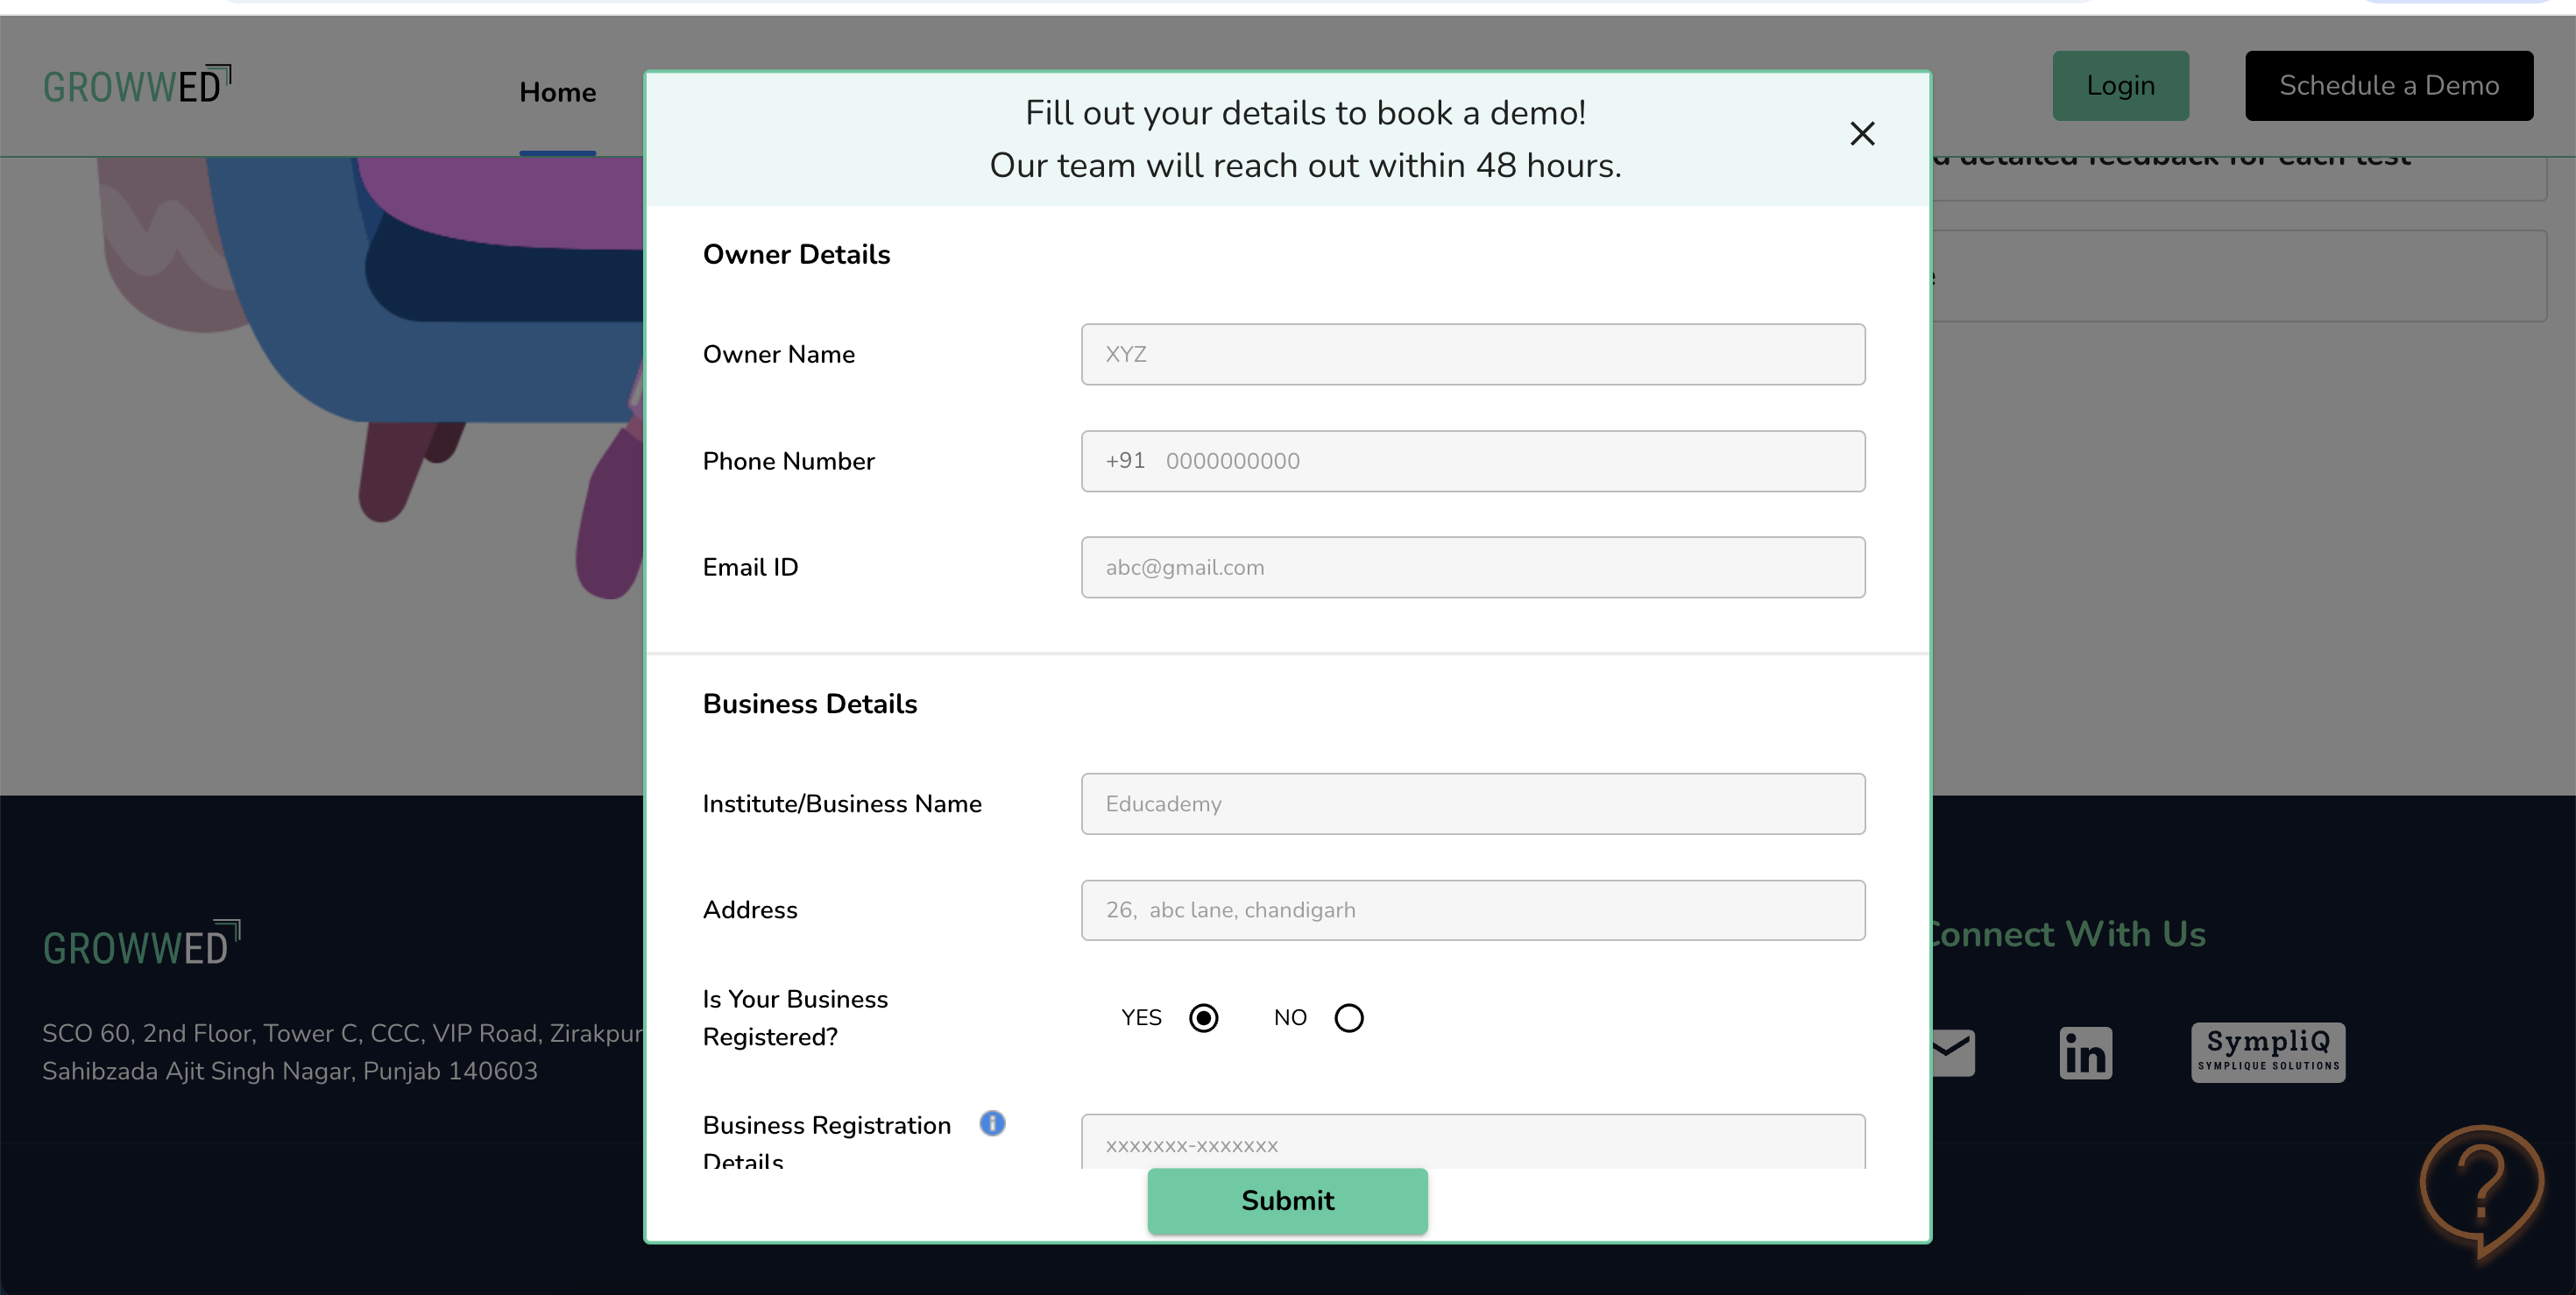 GROWWED
Home
Login
Schedule a Demo
Fill out your details to book a demo!
Our team will reach out within 48 hours.
detailed feedback for each test
Owner Details
Owner Name
XYZ
Phone Number
+91 0000000000
Email ID
abc@gmail.com
Business Details
Institute/Business Name
Educademy
Address
26, abc lane, chandigarh
Is Your Business
Registered?
YES
NO
Business Registration
Details
xxxxxxx-xxxxxxx
Submit
GROWWED
SCO 60, 2nd Floor, Tower C, CCC, VIP Road, Zirakpur
Sahibzada Ajit Singh Nagar, Punjab 140603
Connect With Us
in
SympliQ
SYMPLIQUE SOLUTIONS
?